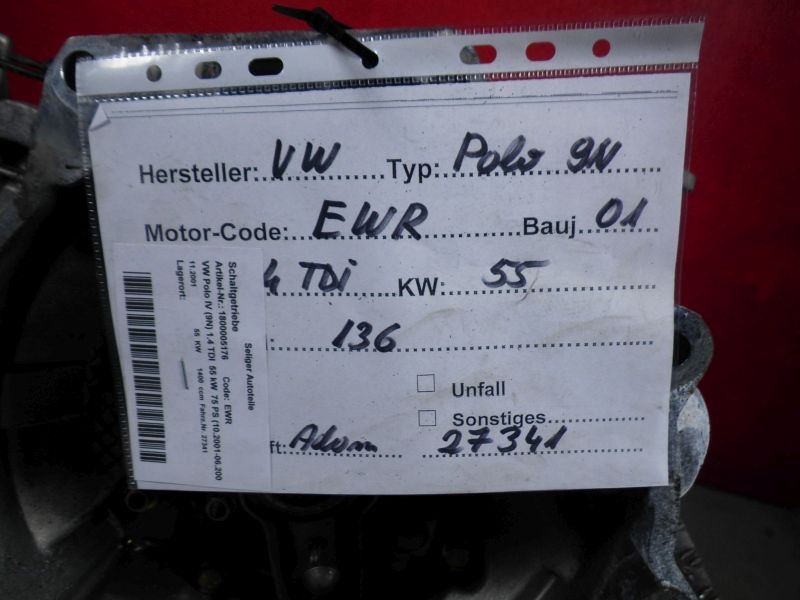 Hersteller: VW Typ: Polo 9N
Motor-Code: EWR Bauj 01
4 TDI KW: 55
136
Unfall
Sonstiges
ft: Adam 27341
Schaltgetriebe Seliger Autoteile
Artikel-Nr.: 1800005176 Code: EWR
VW Polo IV (9N) 1.4 TDI 55 kW 75 PS (10.2001-06.200
11.2001 55 KW 1400 ccm Fahrz.Nr. 27341
Lagerort: